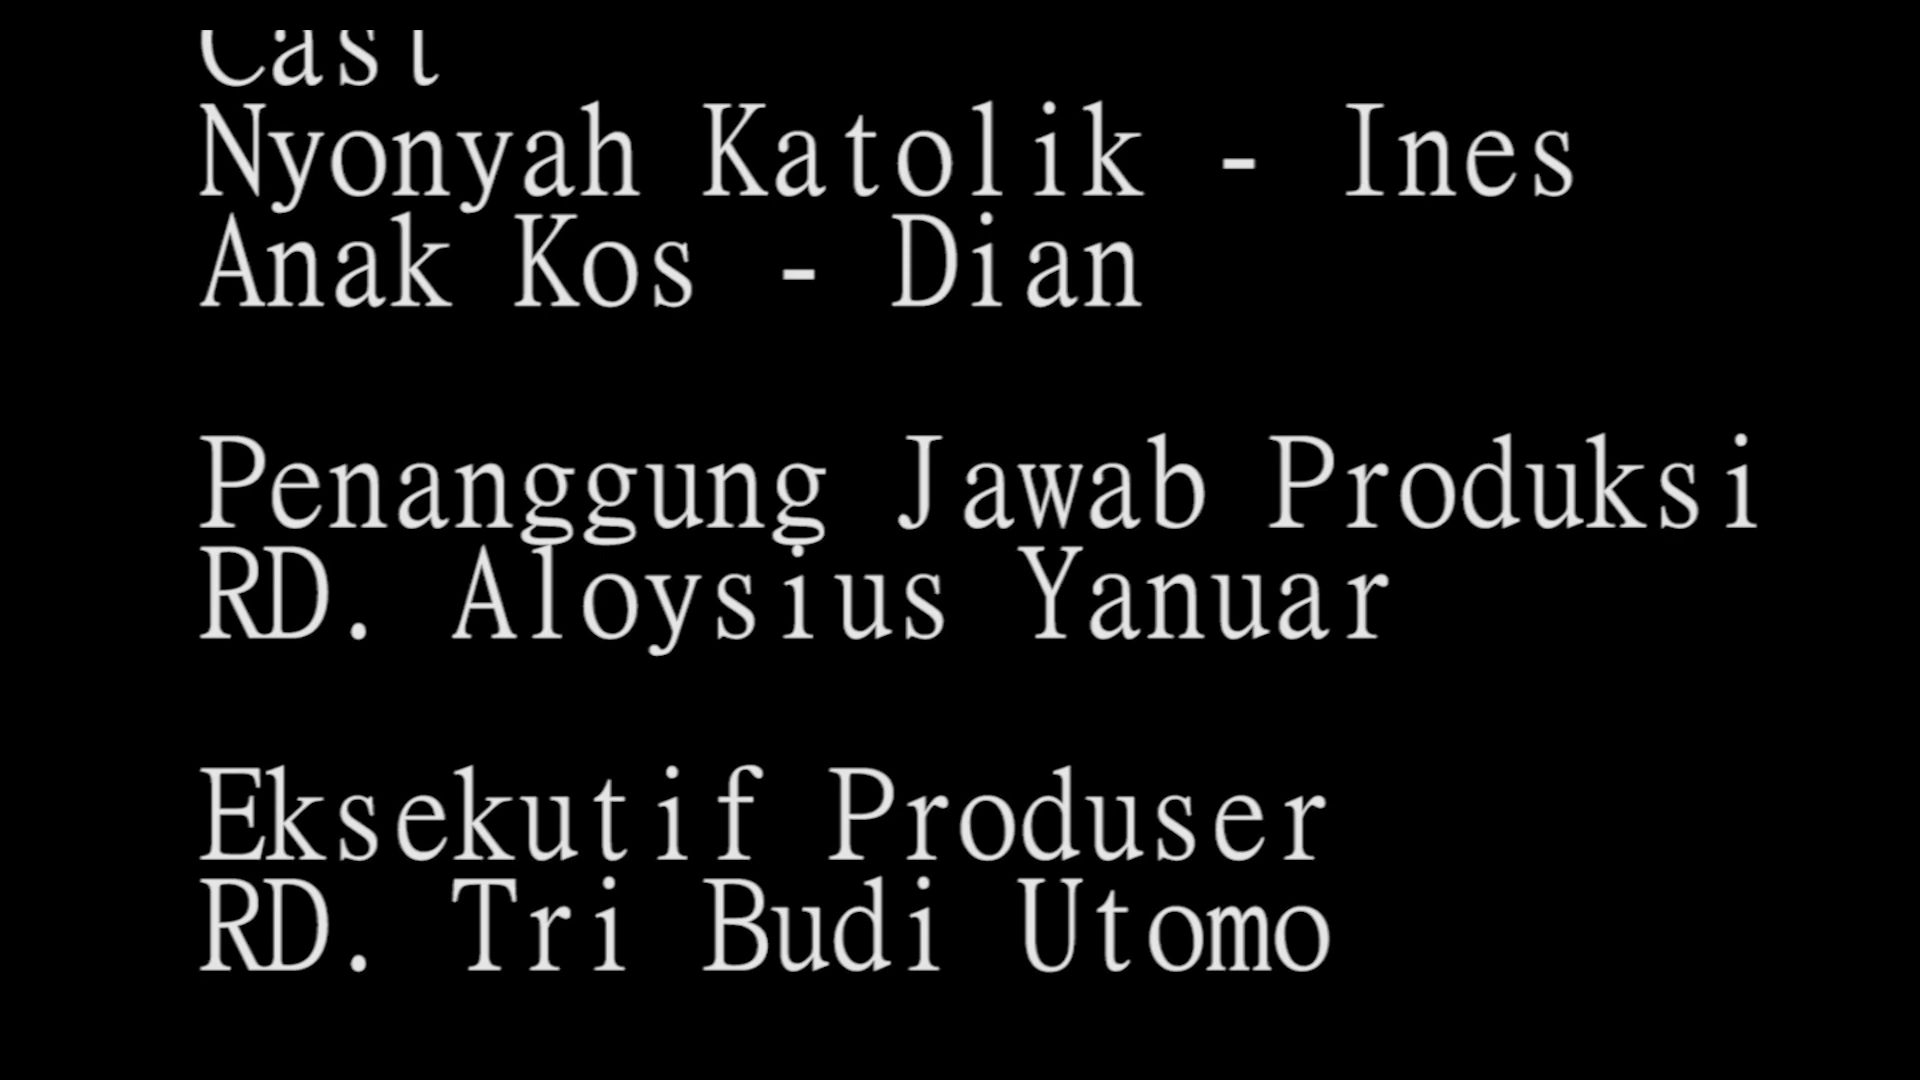 Cast
Nyonyah Katolik - Ines
Anak Kos - Dian
Penanggung Jawab Produksi
RD. Aloysius Yanuar
Eksekutif Produser
RD. Tri Budi Utomo